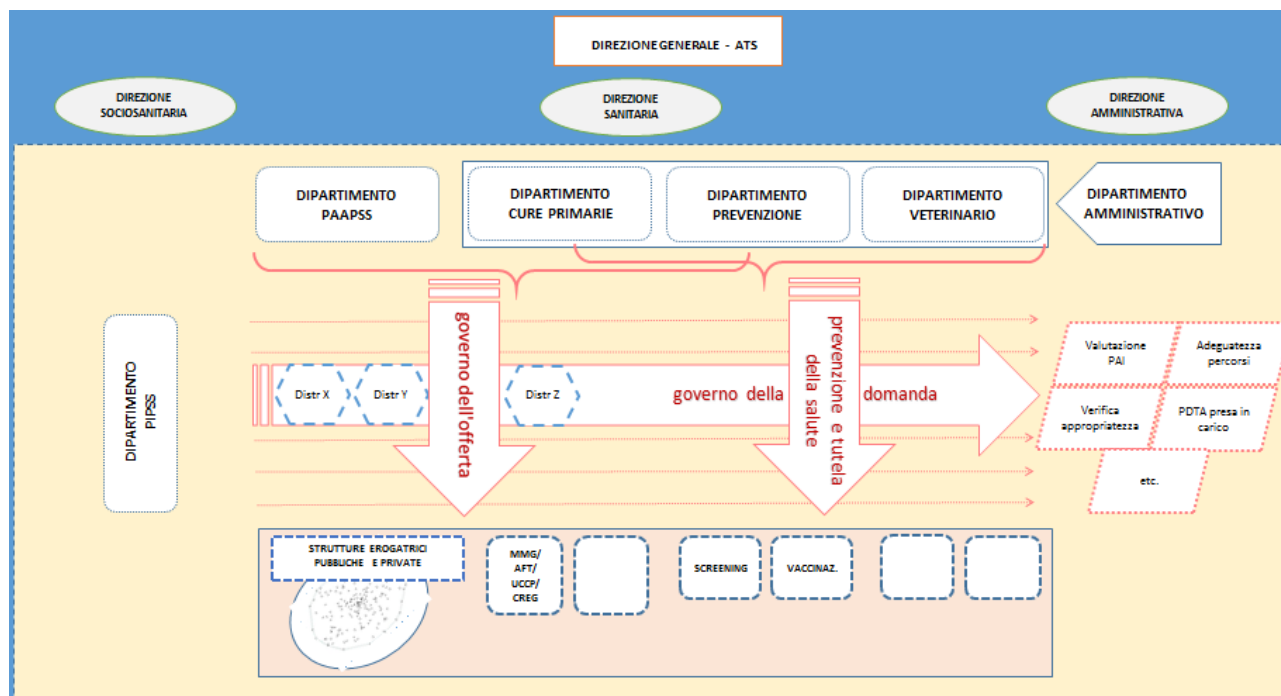 DIREZIONE GENERALE - ATS
DIREZIONE
SOCIOSANITARIA
DIREZIONE
SANITARIA
DIREZIONE
AMMINISTRATIVA
DIPARTIMENTO
PAAPSS
DIPARTIMENTO
CURE PRIMARIE
DIPARTIMENTO
PREVENZIONE
DIPARTIMENTO
VETERINARIO
DIPARTIMENTO
AMMINISTRATIVO
DIPARTIMENTO
PIPSS
governo dell'offerta
prevenzione e tutela
della salute
Distr X
Distr Y
Distr Z
governo della domanda
Valutazione
PAI
Adeguatezza
percorsi
Verifica
appropriatezza
PDTA presa in
carico
etc.
STRUTTURE EROGATRICI
PUBBLICHE E PRIVATE
MMG/
AFT/
UCCP/
CREG
SCREENING
VACCINAZ.